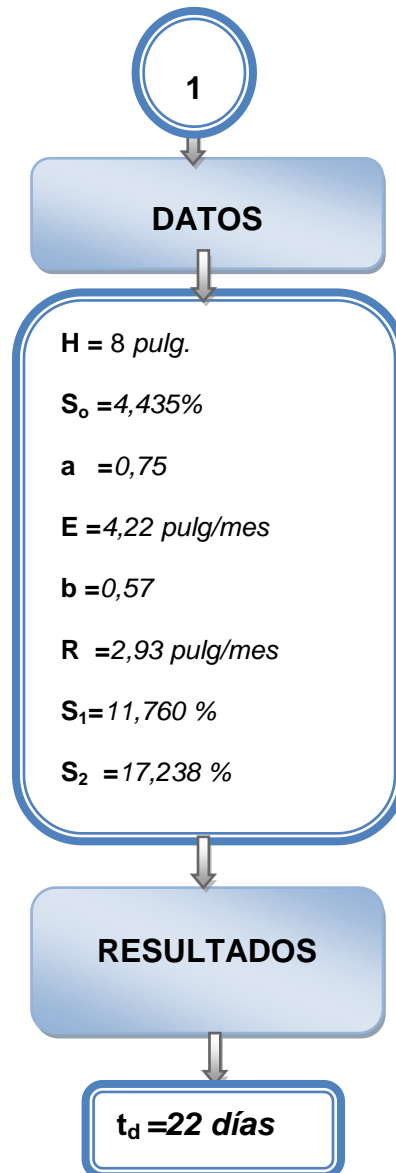 1
DATOS
H = 8 pulg.
So =4,435%
a =0,75
E =4,22 pulg/mes
b =0,57
R =2,93 pulg/mes
S1=11,760 %
S2 =17,238 %
RESULTADOS
td =22 días